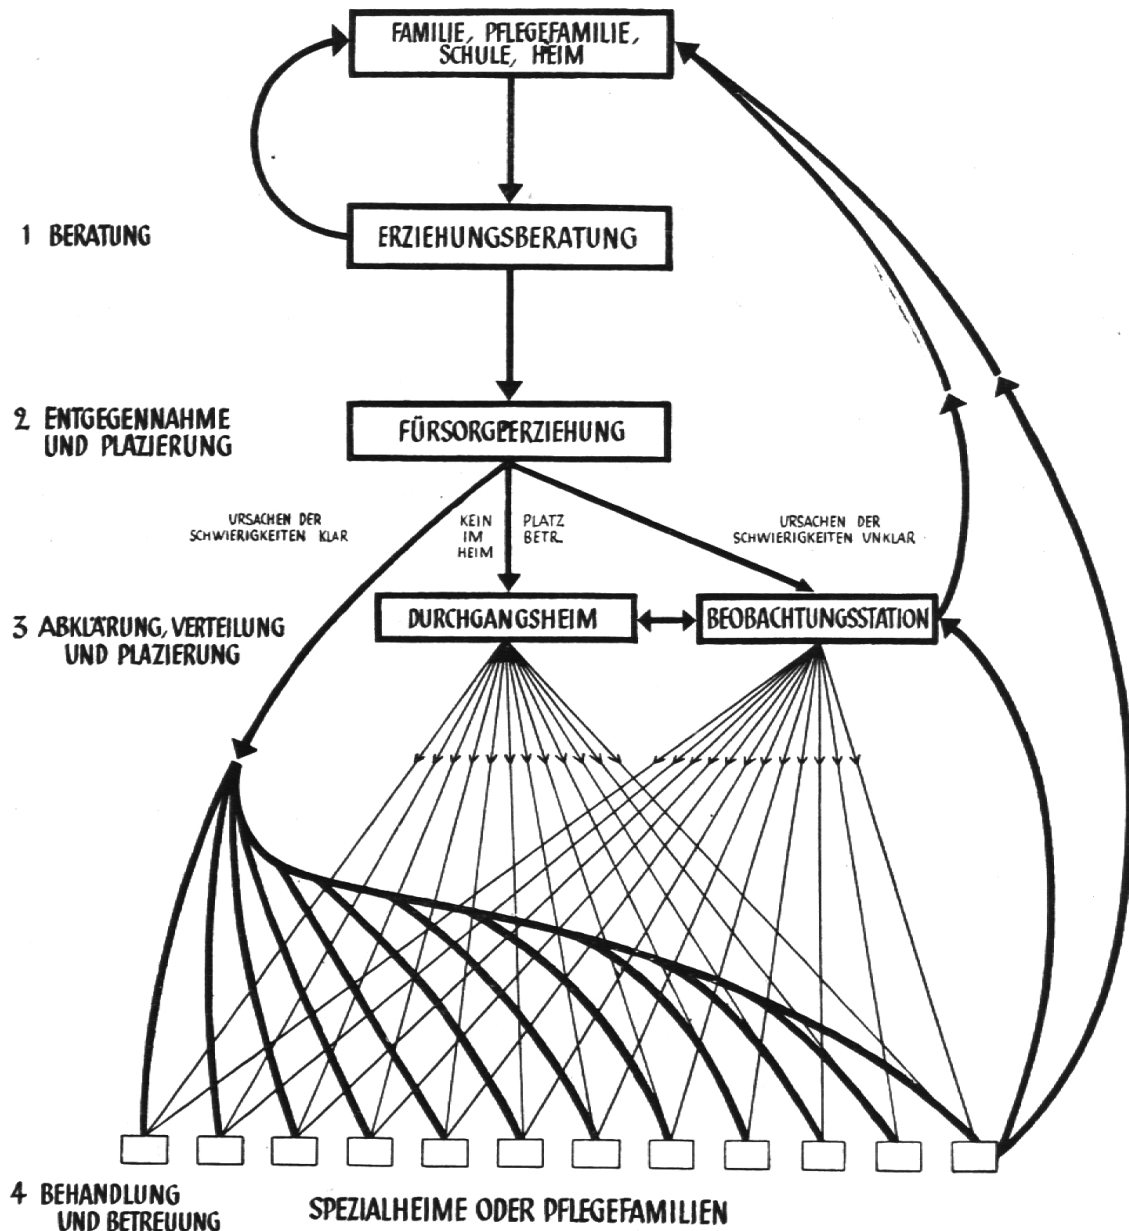 FAMILIE, PFLEGEFAMILIE,
SCHULE, HEIM
1 BERATUNG
ERZIEHUNGSBERATUNG
2 ENTGEGENNAHME
UND PLAZIERUNG
FÜRSORGEERZIEHUNG
URSACHEN DER
SCHWIERIGKEITEN KLAR
KEIN PLATZ
IM BETR.
HEIM
URSACHEN DER
SCHWIERIGKEITEN UNKLAR
3 ABKLÄRUNG, VERTEILUNG
UND PLAZIERUNG
DURCHGANGSHEIM
BEOBACHTUNGSSTATION
4 BEHANDLUNG
UND BETREUUNG
SPEZIALHEIME ODER PFLEGEFAMILIEN